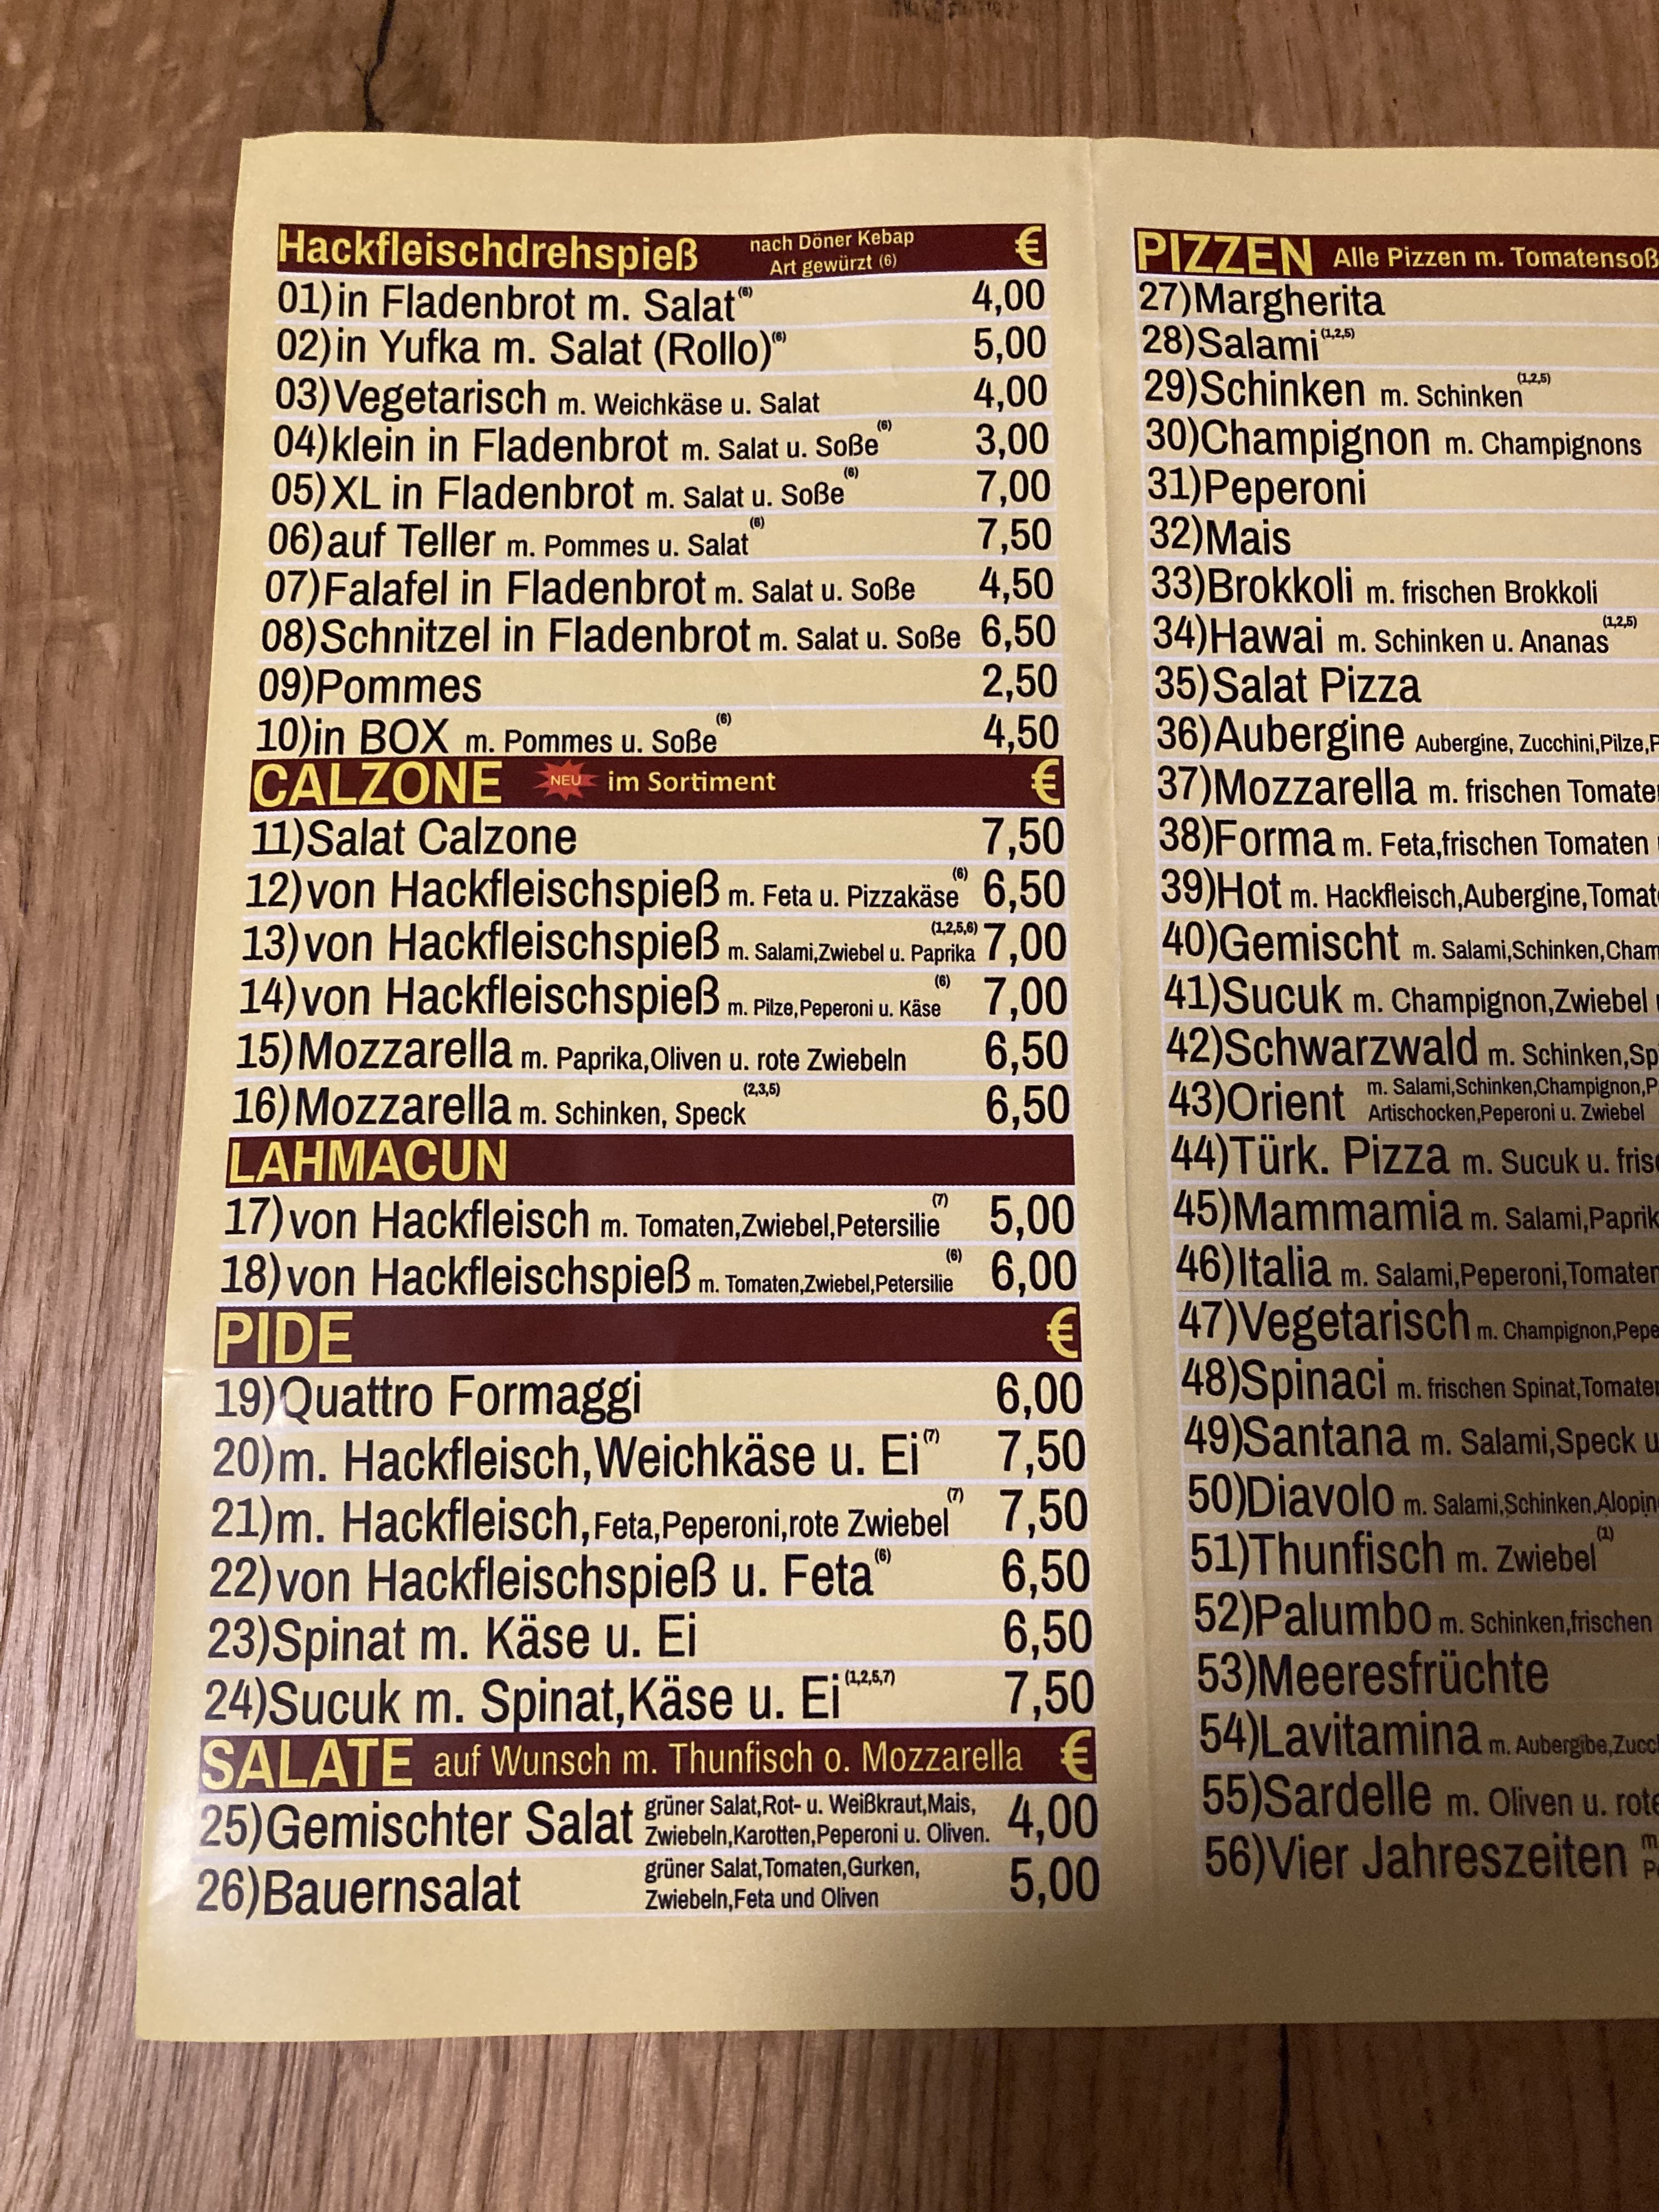 Hackfleischdrehspieß nach Döner Kebap €
Art gewürzt (6)
01)in Fladenbrot m. Salat(6) 4,00
02)in Yufka m. Salat (Rollo)(6) 5,00
03)Vegetarisch m. Weichkäse u. Salat 4,00
04)klein in Fladenbrot m. Salat u. Soße(6) 3,00
05)XL in Fladenbrot m. Salat u. Soße(6) 7,00
06)auf Teller m. Pommes u. Salat(6) 7,50
07)Falafel in Fladenbrot m. Salat u. Soße 4,50
08)Schnitzel in Fladenbrot m. Salat u. Soße 6,50
09)Pommes 2,50
10)in BOX m. Pommes u. Soße(6) 4,50
CALZONE NEU im Sortiment €
11)Salat Calzone 7,50
12)von Hackfleischspieß m. Feta u. Pizzakäse(6) 6,50
13)von Hackfleischspieß m. Salami,Zwiebel u. Paprika(1,2,5,6) 7,00
14)von Hackfleischspieß m. Pilze,Peperoni u. Käse(6) 7,00
15)Mozzarella m. Paprika,Oliven u. rote Zwiebeln 6,50
16)Mozzarella m. Schinken, Speck(2,3,5) 6,50
LAHMACUN
17)von Hackfleisch m. Tomaten,Zwiebel,Petersilie(7) 5,00
18)von Hackfleischspieß m. Tomaten,Zwiebel,Petersilie(6) 6,00
PIDE €
19)Quattro Formaggi 6,00
20)m. Hackfleisch,Weichkäse u. Ei(7) 7,50
21)m. Hackfleisch,Feta,Peperoni,rote Zwiebel(7) 7,50
22)von Hackfleischspieß u. Feta(6) 6,50
23)Spinat m. Käse u. Ei 6,50
24)Sucuk m. Spinat,Käse u. Ei(1,2,5,7) 7,50
SALATE auf Wunsch m. Thunfisch o. Mozzarella €
25)Gemischter Salat grüner Salat,Rot- u. Weißkraut,Mais, 4,00
Zwiebeln,Karotten,Peperoni u. Oliven.
26)Bauernsalat grüner Salat,Tomaten,Gurken, 5,00
Zwiebeln,Feta und Oliven
PIZZEN Alle Pizzen m. Tomatensoß
27)Margherita
28)Salami(1,2,5)
29)Schinken m. Schinken(1,2,5)
30)Champignon m. Champignons
31)Peperoni
32)Mais
33)Brokkoli m. frischen Brokkoli
34)Hawai m. Schinken u. Ananas(1,2,5)
35)Salat Pizza
36)Aubergine Aubergine, Zucchini,Pilze,P
37)Mozzarella m. frischen Tomate
38)Forma m. Feta,frischen Tomaten
39)Hot m. Hackfleisch,Aubergine,Tomat
40)Gemischt m. Salami,Schinken,Cham
41)Sucuk m. Champignon,Zwiebel
42)Schwarzwald m. Schinken,Sp
43)Orient m. Salami,Schinken,Champignon,P
Artischocken,Peperoni u. Zwiebel
44)Türk. Pizza m. Sucuk u. fris
45)Mammamia m. Salami,Paprik
46)Italia m. Salami,Peperoni,Tomaten
47)Vegetarisch m. Champignon,Pepe
48)Spinaci m. frischen Spinat,Tomate
49)Santana m. Salami,Speck u
50)Diavolo m. Salami,Schinken,Alopin
51)Thunfisch m. Zwiebel(1)
52)Palumbo m. Schinken,frischen
53)Meeresfrüchte
54)Lavitamina m. Aubergibe,Zucc
55)Sardelle m. Oliven u. rot
56)Vier Jahreszeiten